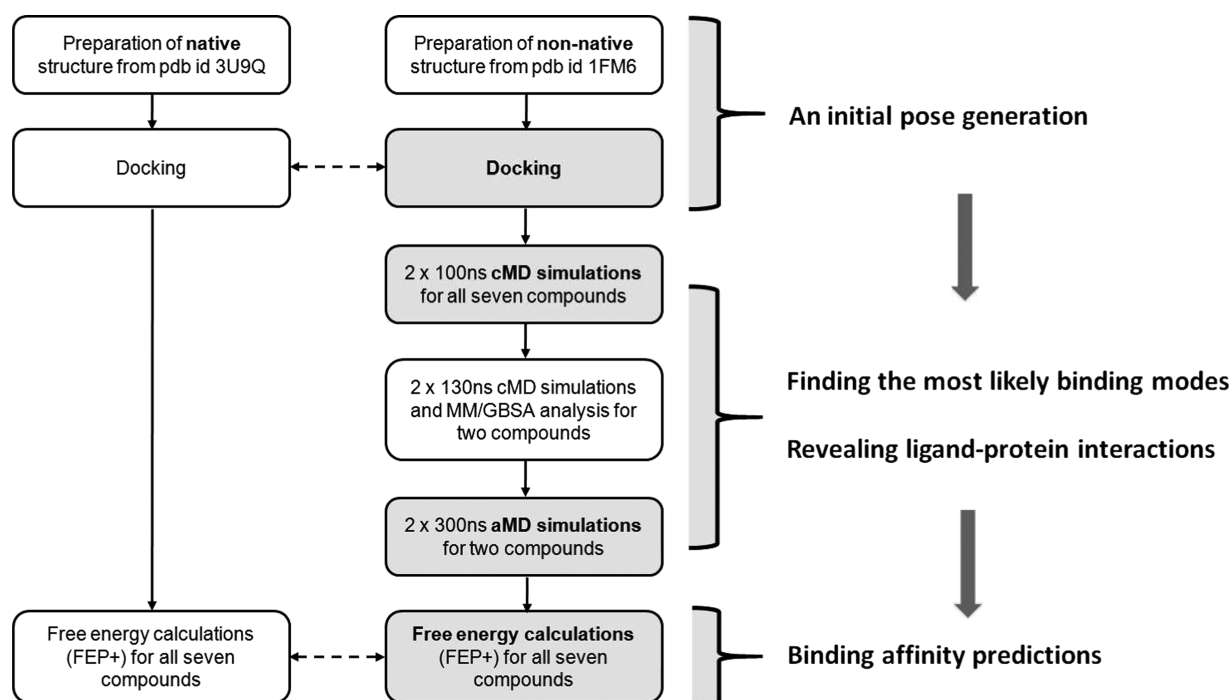 Preparation of native
structure from pdb id 3U9Q
Preparation of non-native
structure from pdb id 1FM6
An initial pose generation
Docking
Docking
2 x 100ns cMD simulations
for all seven compounds
2 x 130ns cMD simulations
and MM/GBSA analysis for
two compounds
Finding the most likely binding modes
Revealing ligand-protein interactions
2 x 300ns aMD simulations
for two compounds
Free energy calculations
(FEP+) for all seven
compounds
Free energy calculations
(FEP+) for all seven
compounds
Binding affinity predictions